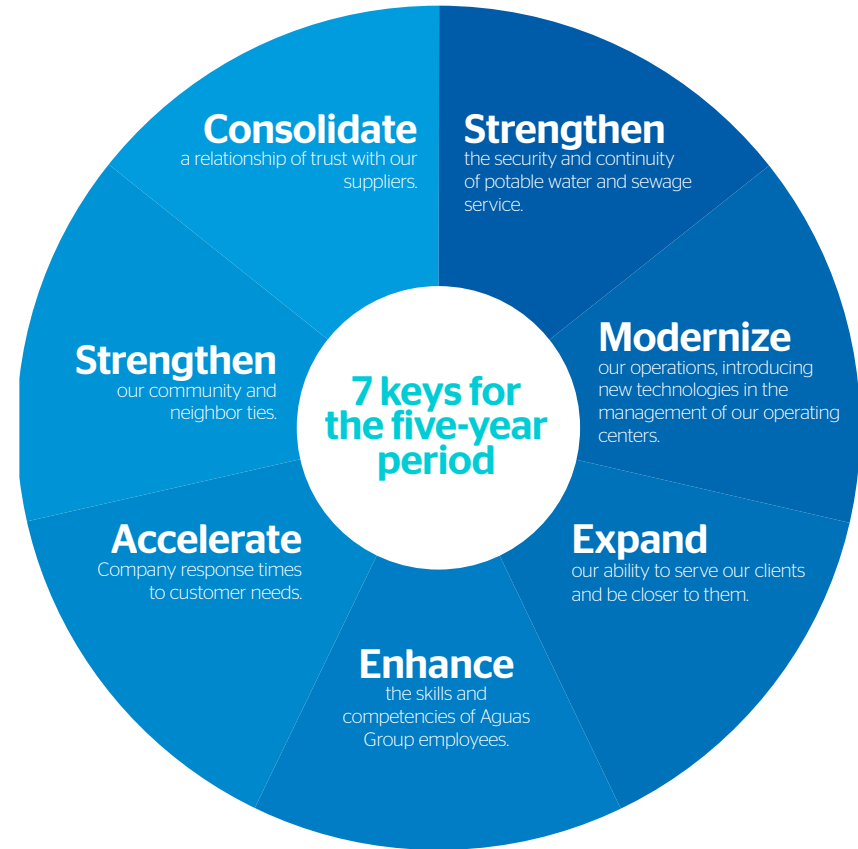 Consolidate
a relationship of trust with our
suppliers.
Strengthen
the security and continuity
of potable water and sewage
service.
Modernize
our operations, introducing
new technologies in the
management of our operating
centers.
Expand
our ability to serve our clients
and be closer to them.
Enhance
the skills and
competencies of Aguas
Group employees.
Accelerate
Company response times
to customer needs.
Strengthen
our community and
neighbor ties.
7 keys for
the five-year
period